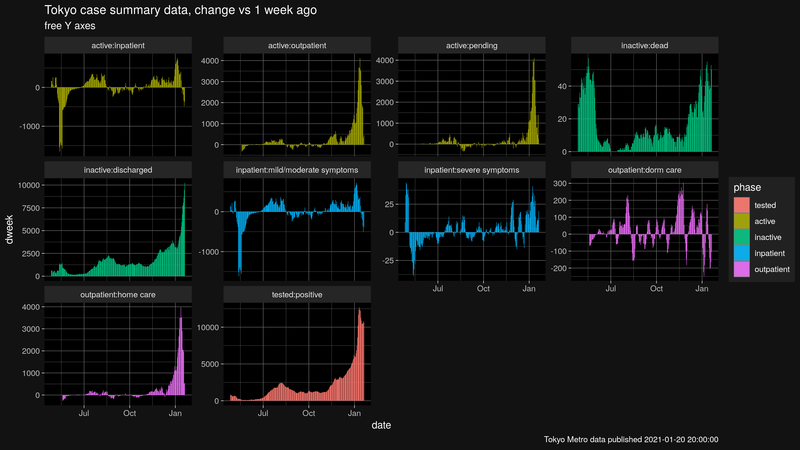 Tokyo case summary data, change vs 1 week ago
free Y axes
active:inpatient
active:outpatient
active:pending
inactive:dead
0
-1000
4000
3000
2000
1000
0
4000
3000
2000
1000
0
40
20
0
inactive:discharged
inpatient:mild/moderate symptoms
inpatient:severe symptoms
outpatient:dorm care
10000
7500
5000
2500
0
0
-1000
25
0
-25
300
200
100
0
-100
-200
Jul Oct Jan
Jul Oct Jan
outpatient:home care
tested:positive
4000
3000
2000
1000
0
10000
5000
0
Jul Oct Jan
Jul Oct Jan
date
dweek
phase
tested
active
inactive
inpatient
outpatient
Tokyo Metro data published 2021-01-20 20:00:00